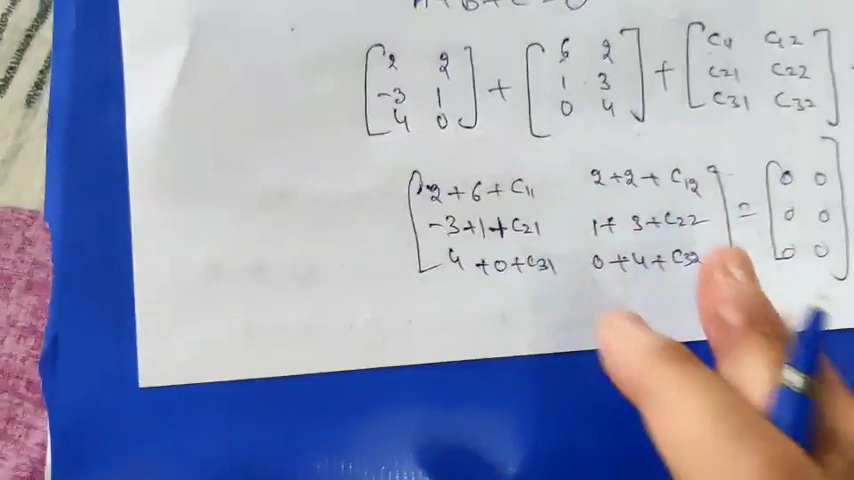 A + B + C = 0
[2 2 -3 1 4 0] + [6 2 1 3 0 4] + [C11 C12 C21 C22 C31 C32]
[2+6+C11 2+2+C12 = [0 0
-3+1+C21 1+3+C22 0 0
4+0+C31 0+4+C32 0 0]